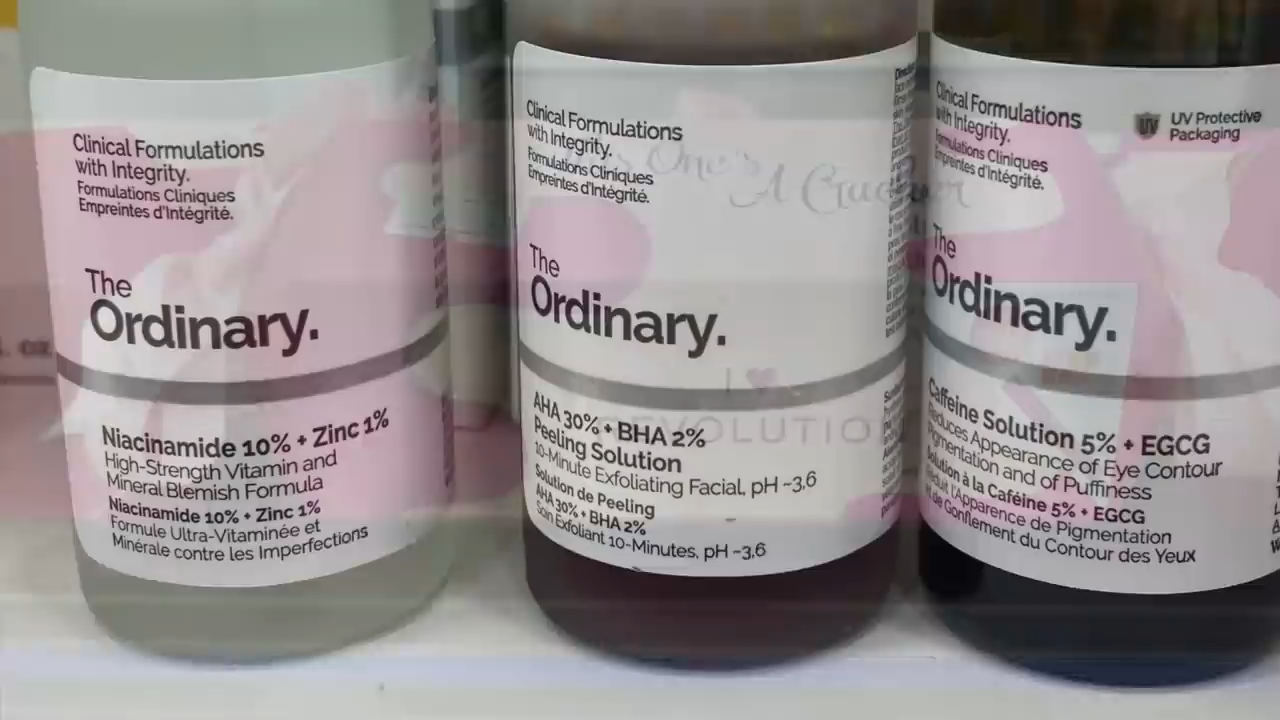 Clinical Formulations
with Integrity.
Formulations Cliniques
Empreintes d'Intégrité.
The
Ordinary.
Niacinamide 10% + Zinc 1%
High-Strength Vitamin and
Mineral Blemish Formula
Niacinamide 10% + Zinc 1%
Formule Ultra-Vitaminée et
Minérale contre les Imperfections
Clinical Formulations
with Integrity.
Formulations Cliniques
Empreintes d'Intégrité.
The
Ordinary.
AHA 30% + BHA 2%
Peeling Solution
10-Minute Exfoliating Facial, pH ~3,6
Solution de Peeling
AHA 30% + BHA 2%
Soin Exfoliant 10-Minutes, pH ~3,6
One's
A Cracker
I ♥
REVOLUTION
Clinical Formulations
with Integrity.
Formulations Cliniques
Empreintes d'Intégrité.
UV
UV Protective
Packaging
The
Ordinary.
Caffeine Solution 5% + EGCG
Reduces Appearance of Eye Contour
Pigmentation and of Puffiness
Solution à la Caféine 5% + EGCG
Réduit l'Apparence de Pigmentation
et de Gonflement du Contour des Yeux